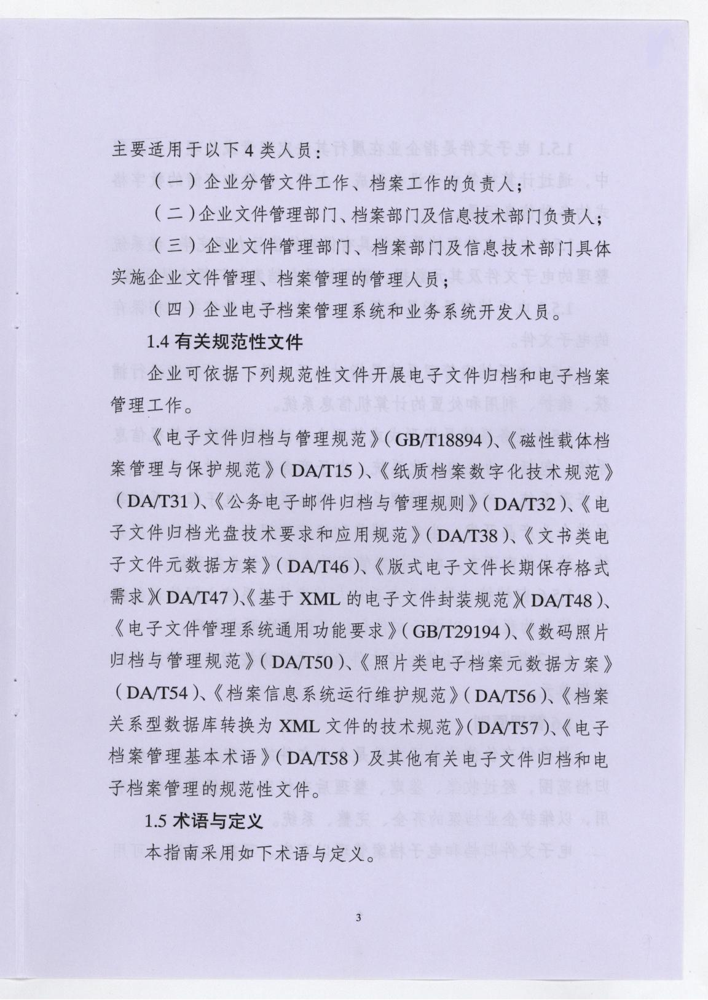 主要适用于以下 4 类人员：
（一）企业分管文件工作、档案工作的负责人；
（二）企业文件管理部门、档案部门及信息技术部门负责人；
（三）企业文件管理部门、档案部门及信息技术部门具体
实施企业文件管理、档案管理的管理人员；
（四）企业电子档案管理系统和业务系统开发人员。
1.4 有关规范性文件
企业可依据下列规范性文件开展电子文件归档和电子档案
管理工作。
《电子文件归档与管理规范》（GB/T18894）、《磁性载体档
案管理与保护规范》（DA/T15）、《纸质档案数字化技术规范》
（DA/T31）、《公务电子邮件归档与管理规则》（DA/T32）、《电
子文件归档光盘技术要求和应用规范》（DA/T38）、《文书类电
子文件元数据方案》（DA/T46）、《版式电子文件长期保存格式
需求》（DA/T47）、《基于 XML 的电子文件封装规范》（DA/T48）、
《电子文件管理系统通用功能要求》（GB/T29194）、《数码照片
归档与管理规范》（DA/T50）、《照片类电子档案元数据方案》
（DA/T54）、《档案信息系统运行维护规范》（DA/T56）、《档案
关系型数据库转换为 XML 文件的技术规范》（DA/T57）、《电子
档案管理基本术语》（DA/T58）及其他有关电子文件归档和电
子档案管理的规范性文件。
1.5 术语与定义
本指南采用如下术语与定义。
3